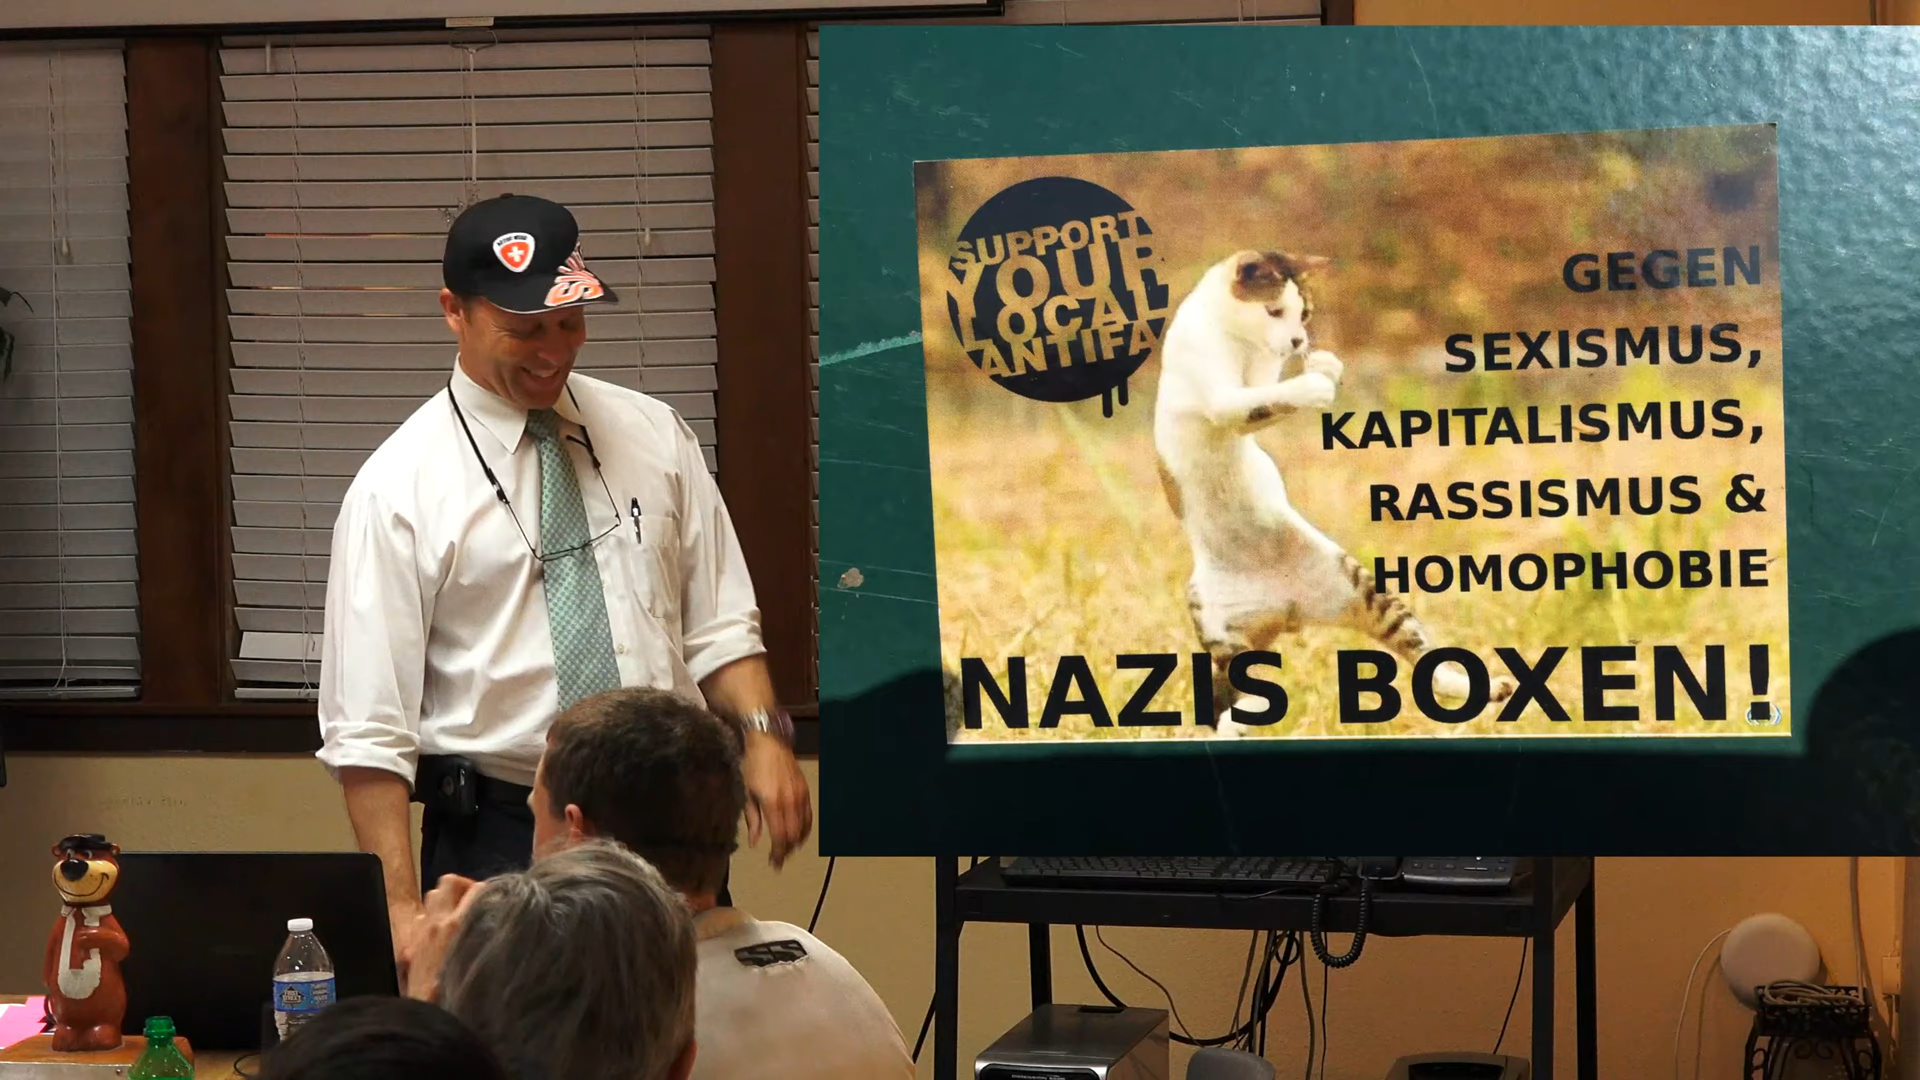 SUPPORT
YOUR
LOCAL
ANTIFA
GEGEN
SEXISMUS,
KAPITALISMUS,
RASSISMUS &
HOMOPHOBIE
NAZIS BOXEN!